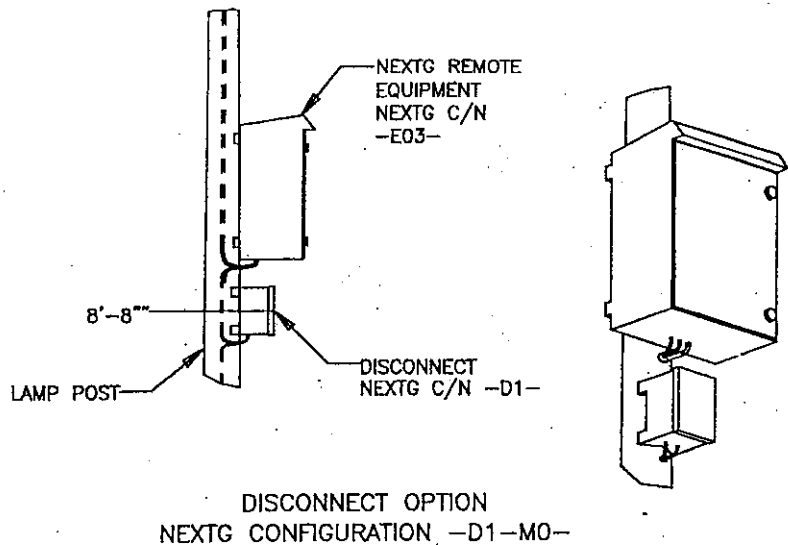 NEXTG REMOTE
EQUIPMENT
NEXTG C/N
-E03-
8'-8""
LAMP POST
DISCONNECT
NEXTG C/N -D1-
DISCONNECT OPTION
NEXTG CONFIGURATION -D1-M0-